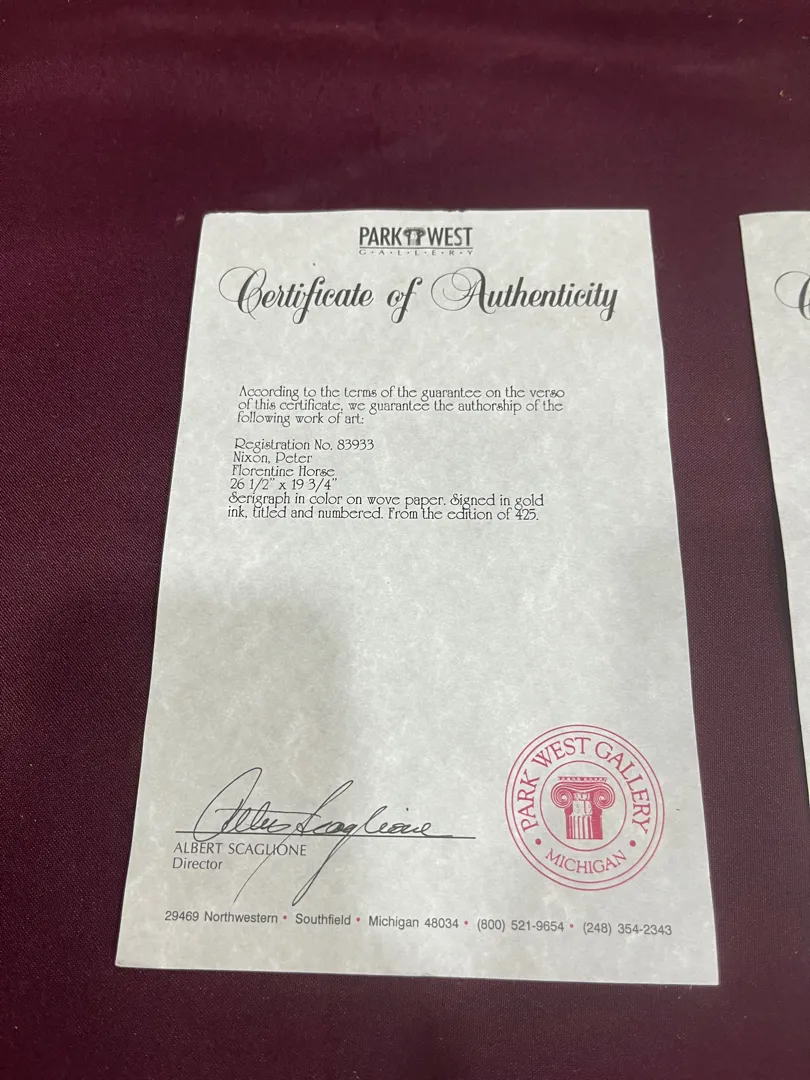 PARK WEST
G·A·L·L·E·R·Y
Certificate of Authenticity
According to the terms of the guarantee on the verso
of this certificate, we guarantee the authorship of the
following work of art:
Registration No. 83933
Nixon, Peter
Florentine Horse
26 1/2" x 19 3/4"
Serigraph in color on wove paper. Signed in gold
ink, titled and numbered. From the edition of 425.
Albert Scaglione
ALBERT SCAGLIONE
Director
PARK WEST GALLERY
• MICHIGAN •
29469 Northwestern • Southfield • Michigan 48034 • (800) 521-9654 • (248) 354-2343
C